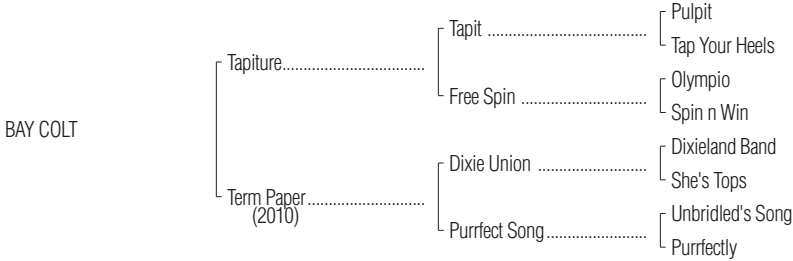 Pulpit
Tapit ......................................
Tap Your Heels
Tapiture..................................
Olympio
Free Spin ..............................
Spin n Win
BAY COLT
Dixieland Band
Dixie Union ..........................
She's Tops
Term Paper............................
(2010)
Unbridled's Song
Purrfect Song........................
Purrfectly